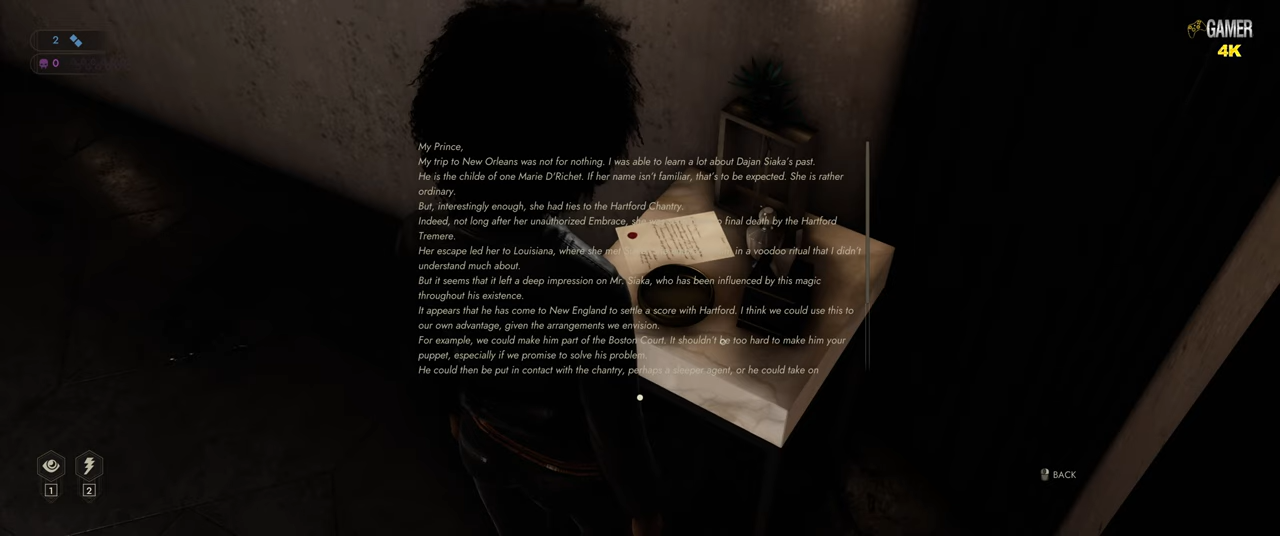 2
0
GAMER
4K
My Prince,
My trip to New Orleans was not for nothing. I was able to learn a lot about Dajan Siaka's past.
He is the childe of one Marie D'Richet. If her name isn't familiar, that's to be expected. She is rather
ordinary.
But, interestingly enough, she had ties to the Hartford Chantry.
Indeed, not long after her unauthorized Embrace, she final death by the Hartford
Tremere.
Her escape led her to Louisiana, where she met in a voodoo ritual that I didn't
understand much about.
But it seems that it left a deep impression on Mr. Siaka, who has been influenced by this magic
throughout his existence.
It appears that he has come to New England to settle a score with Hartford. I think we could use this to
our own advantage, given the arrangements we envision.
For example, we could make him part of the Boston Court. It shouldn't be too hard to make him your
puppet, especially if we promise to solve his problem.
He could then be put in contact with the chantry, perhaps a sleeper agent, or he could take on
1
2
BACK